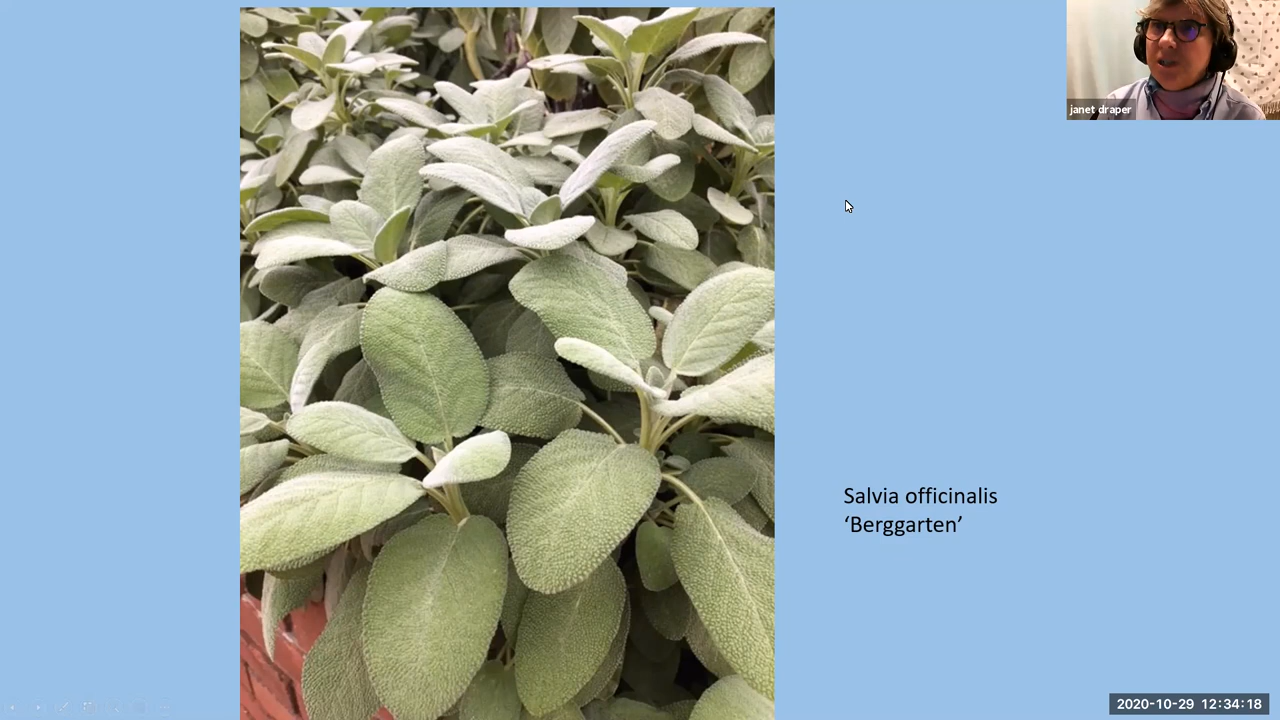 janet draper
Salvia officinalis
‘Berggarten’
2020-10-29 12:34:18